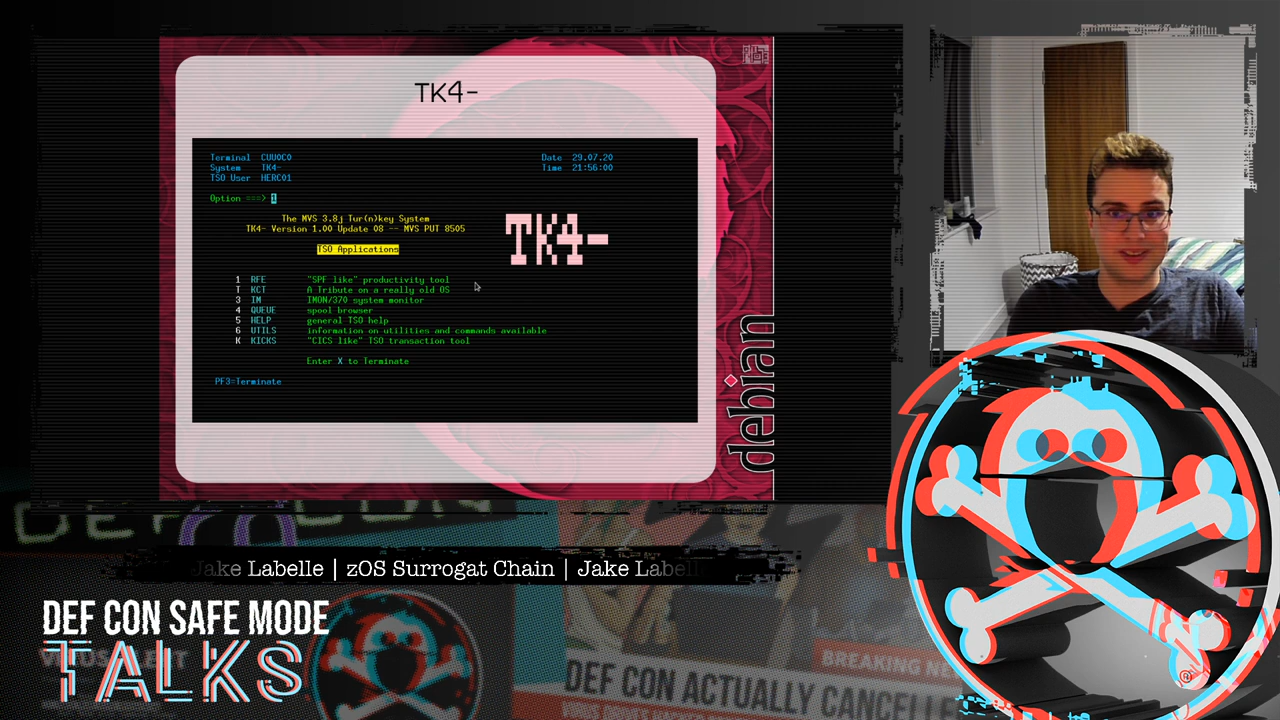 TK4-
Terminal CUU0C0
Date 29.07.20
System TK4-
Time 21:56:00
TSO User HERC01
Option ===> 1
The MVS 3.8j Tur(n)key System
TK4- Version 1.00 Update 08 -- MVS PUT 8505
TK4-
TSO Applications
1 RFE "SPF like" productivity tool
T KCT A Tribute on a really old OS
3 IM IMON/370 system monitor
4 QUEUE spool browser
5 HELP general TSO help
6 UTILS information on utilities and commands available
K KICKS "CICS like" TSO transaction tool
Enter X to Terminate
PF3=Terminate
debian
DEF CON
Jake Labelle | zOS Surrogat Chain | Jake Labelle
DEF CON SAFE MODE
TALKS
BREAKING NE
DEF CON ACTUALLY CANCELLE
®